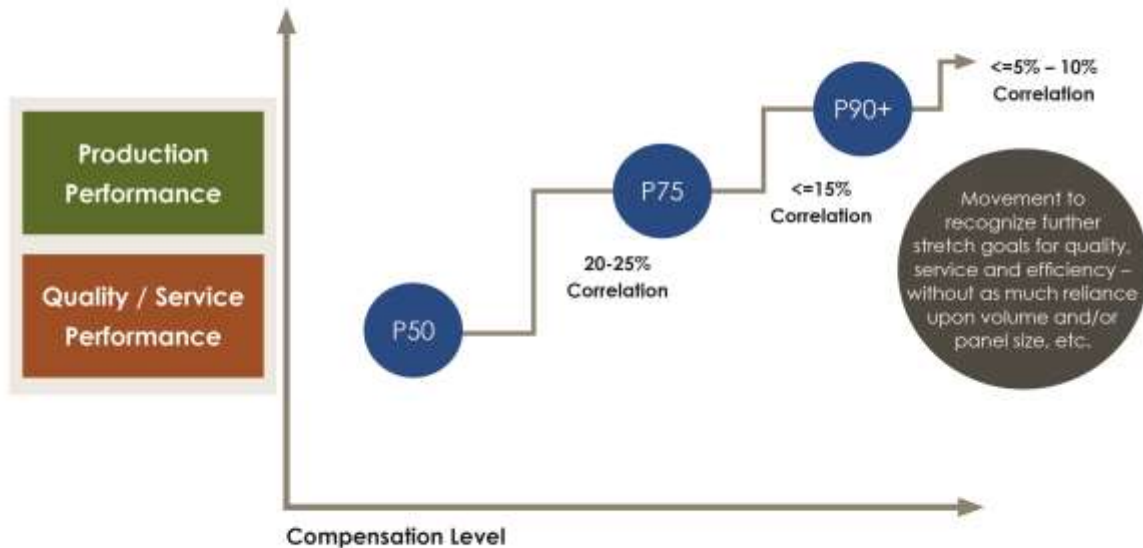 Production
Performance
Quality / Service
Performance
P50
20-25%
Correlation
P75
<=15%
Correlation
P90+
<=5% – 10%
Correlation
Movement to
recognize further
stretch goals for quality,
service and efficiency –
without as much reliance
upon volume and/or
panel size, etc.
Compensation Level